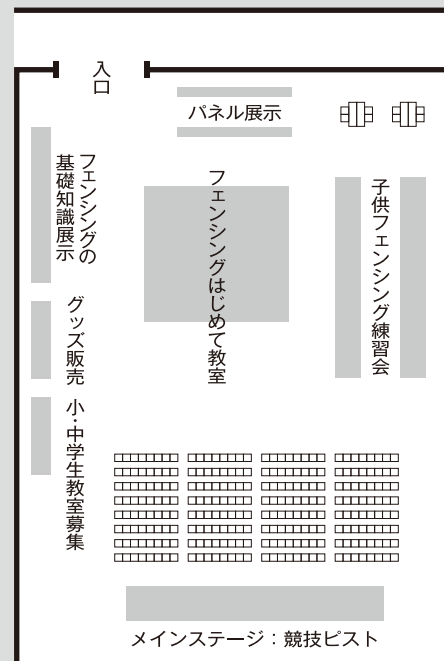 入口
パネル展示
フェンシングの
基礎知識展示
フェンシングはじめて教室
子供フェンシング練習会
グッズ販売
小・中学生教室募集
メインステージ：競技ピスト